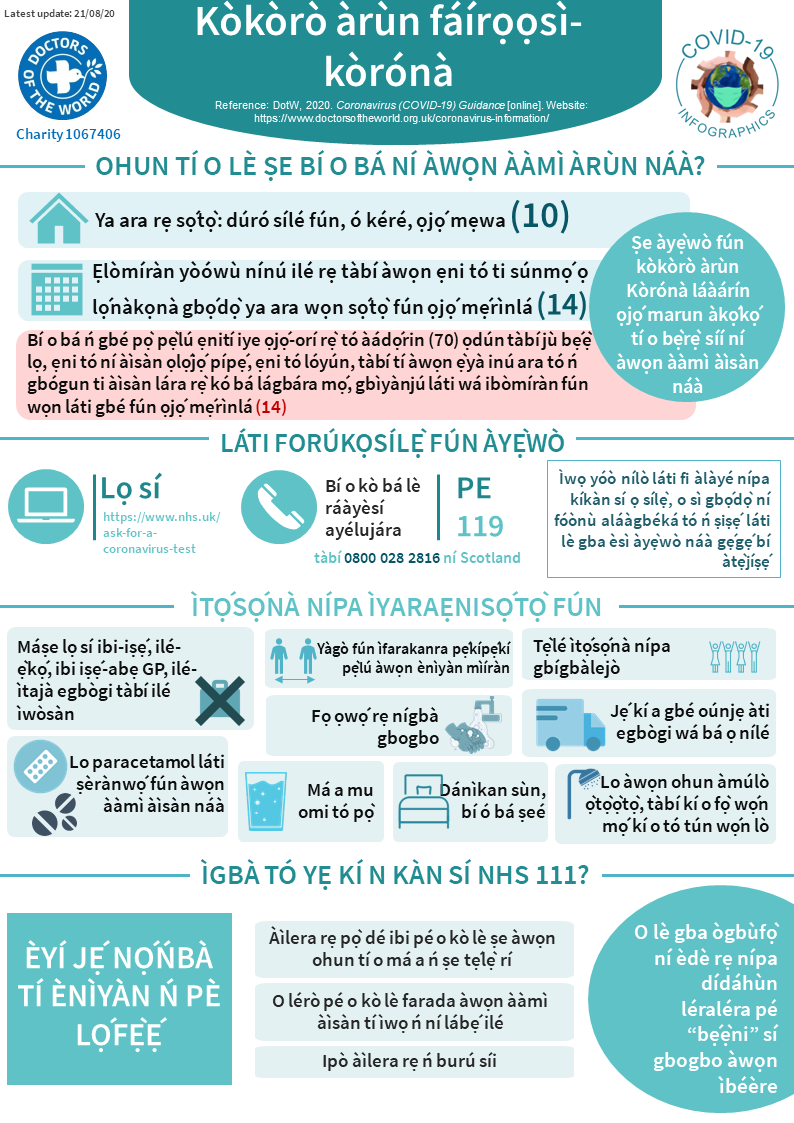 Latest update: 21/08/20
DOCTORS OF THE WORLD
Charity 1067406
Kòkòrò àrùn fáírọọsì-
kòrónà
Reference: DotW, 2020. Coronavirus (COVID-19) Guidance [online]. Website:
https://www.doctorsoftheworld.org.uk/coronavirus-information/
COVID-19
INFOGRAPHICS
OHUN TÍ O LÈ ṢE BÍ O BÁ NÍ ÀWỌN ÀÀMÌ ÀRÙN NÁÀ?
Ya ara rẹ sọ́tọ̀: dúró sílé fún, ó kéré, ọjọ́ mẹwa (10)
Ẹlòmíràn yòówù nínú ilé rẹ tàbí àwọn ẹni tó ti súnmọ́ ọ
lọ́nàkọnà gbọ́dọ̀ ya ara wọn sọ́tọ̀ fún ọjọ́ mẹ́rìnlá (14)
Bí o bá ń gbé pọ̀ pẹ̀lú ẹnití iye ọjọ́-orí rẹ̀ tó àádọ́rin (70) ọdún tàbí jù bẹ́ẹ̀
lọ, ẹni tó ní àìsàn ọlọ́jọ́ pípẹ́, ẹni tó lóyún, tàbí tí àwọn ẹ̀yà inú ara tó ń
gbógun ti àìsàn lára rẹ̀ kó bá lágbára mọ́, gbìyànjú láti wá ibòmíràn fún
wọn láti gbé fún ọjọ́ mẹ́rìnlá (14)
Ṣe àyẹ̀wò fún
kòkòrò àrùn
Kòrónà láàárín
ọjọ́ marun àkọ́kọ́
tí o bẹ̀rẹ̀ síí ní
àwọn ààmì àìsàn
náà
LÁTI FORÚKỌSÍLẸ̀ FÚN ÀYẸ̀WÒ
Lọ sí
https://www.nhs.uk/
ask-for-a-
coronavirus-test
Bí o kò bá lè
ráàyèsí
ayélujára
PE
119
tàbí 0800 028 2816 ní Scotland
Ìwọ yóò nílò láti fi àlàyé nípa
kíkàn sí ọ sílẹ̀, o sì gbọ́dọ̀ ní
fóònù aláàgbéká tó ń ṣiṣẹ́ láti
lè gba èsì àyẹ̀wò náà gẹ́gẹ́ bí
àtẹ̀jíṣẹ́
ÌTỌ́SỌ́NÀ NÍPA ÌYARAẸNISỌ́TỌ̀ FÚN
Máṣe lọ sí ibi-iṣẹ́, ilé-
ẹ̀kọ́, ibi iṣẹ́-abẹ GP, ilé-
ìtajà egbògi tàbí ilé
ìwòsàn
Yàgò fún ìfarakanra pẹ́kípẹ́kí
pẹ̀lú àwọn ènìyàn mìíràn
Tẹ̀lé ìtọ́sọ́nà nípa
gbígbàlejò
Fọ ọwọ́ rẹ nígbà
gbogbo
Jẹ́ kí a gbé oúnjẹ àti
egbògi wá bá ọ nílé
Lo paracetamol láti
ṣèrànwọ́ fún àwọn
ààmì àìsàn náà
Má a mu
omi tó pọ̀
Dánìkan sùn,
bí ó bá ṣeé
Lo àwọn ohun àmúlò
ọ̀tọ̀ọ̀tọ̀, tàbí kí o fọ̀ wọ́n
mọ́ kí o tó tún wọ́n lò
ÌGBÀ TÓ YẸ KÍ N KÀN SÍ NHS 111?
ÈYÍ JẸ́ NỌ́ŃBÀ
TÍ ÈNÌYÀN Ń PÈ
LỌ́FẸ̀Ẹ́
Àìlera rẹ pọ̀ dé ibi pé o kò lè ṣe àwọn
ohun tí o má a ń ṣe tẹ́lẹ̀ rí
O lérò pé o kò lè farada àwọn ààmì
àìsàn tí ìwọ ń ní lábẹ́ ilé
Ipò àìlera rẹ ń burú síi
O lè gba ògbùfọ̀
ní èdè rẹ nípa
dídáhùn
léraléra pé
“bẹ́ẹ̀ni” sí
gbogbo àwọn
ìbéère